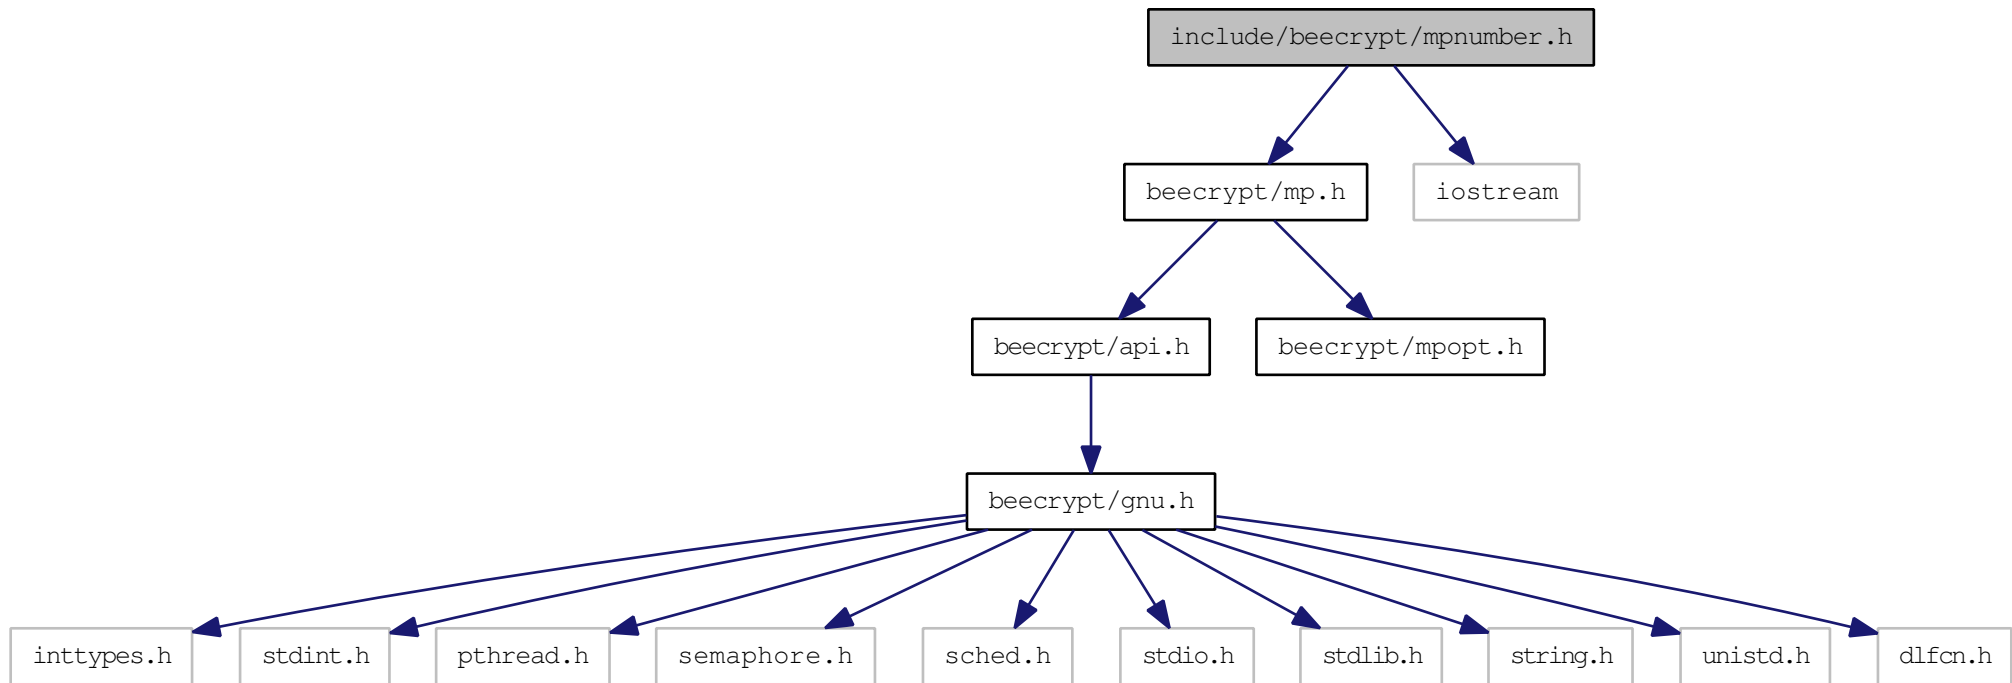 include/beecrypt/mpnumber.h
beecrypt/mp.h
iostream
beecrypt/api.h
beecrypt/mpopt.h
beecrypt/gnu.h
inttypes.h
stdint.h
pthread.h
semaphore.h
sched.h
stdio.h
stdlib.h
string.h
unistd.h
dlfcn.h